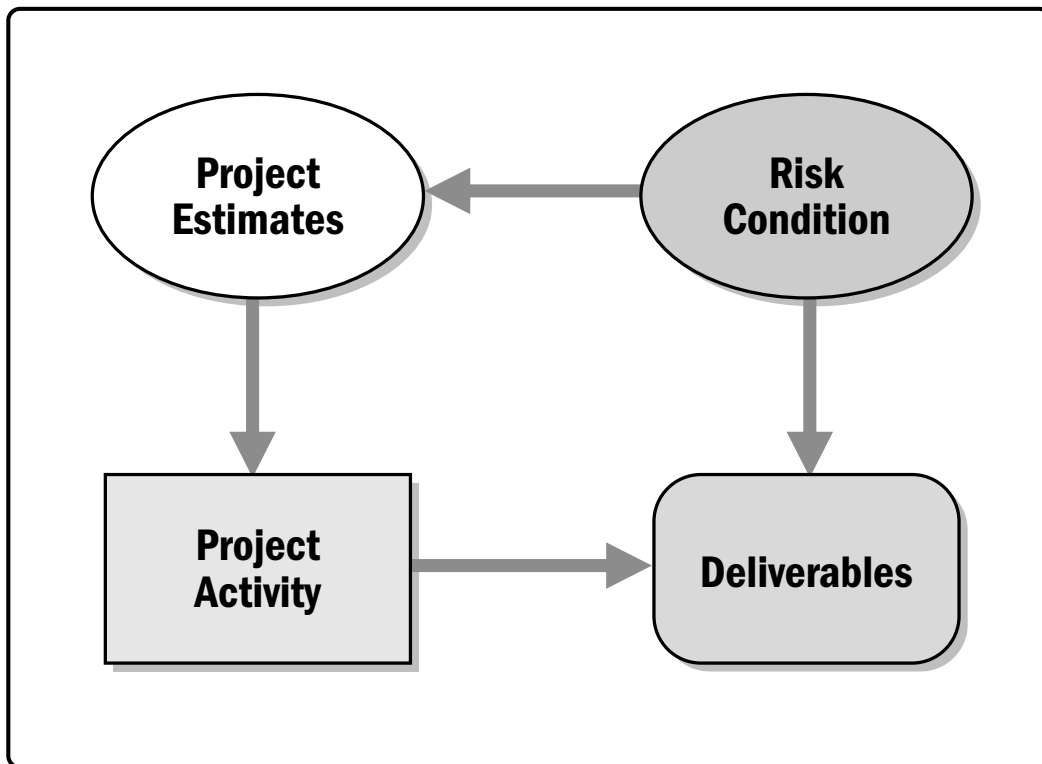 Project
Estimates
Risk
Condition
Project
Activity
Deliverables